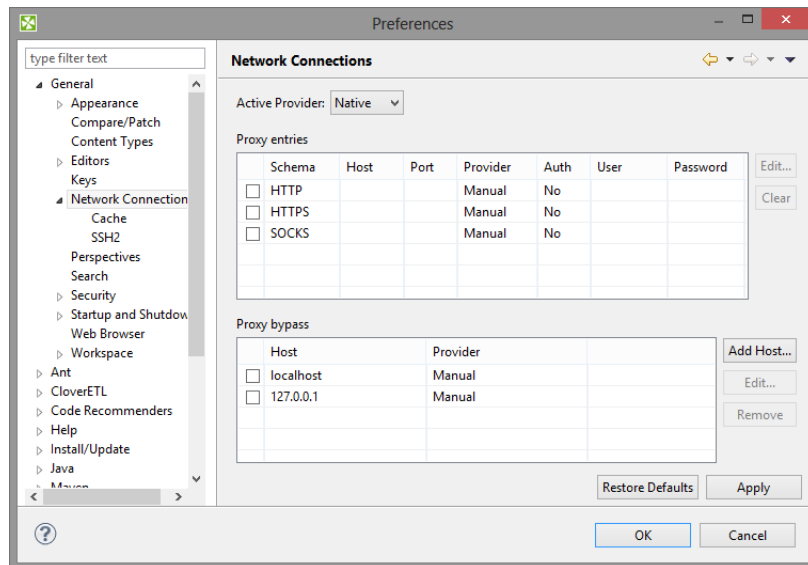 Preferences
type filter text
General
Appearance
Compare/Patch
Content Types
Editors
Keys
Network Connection
Cache
SSH2
Perspectives
Search
Security
Startup and Shutdow
Web Browser
Workspace
Ant
CloverETL
Code Recommenders
Help
Install/Update
Java
Maven
Network Connections
Active Provider: Native
Proxy entries
Schema Host Port Provider Auth User Password
HTTP Manual No
HTTPS Manual No
SOCKS Manual No
Edit...
Clear
Proxy bypass
Host Provider
localhost Manual
127.0.0.1 Manual
Add Host...
Edit...
Remove
Restore Defaults Apply
OK Cancel